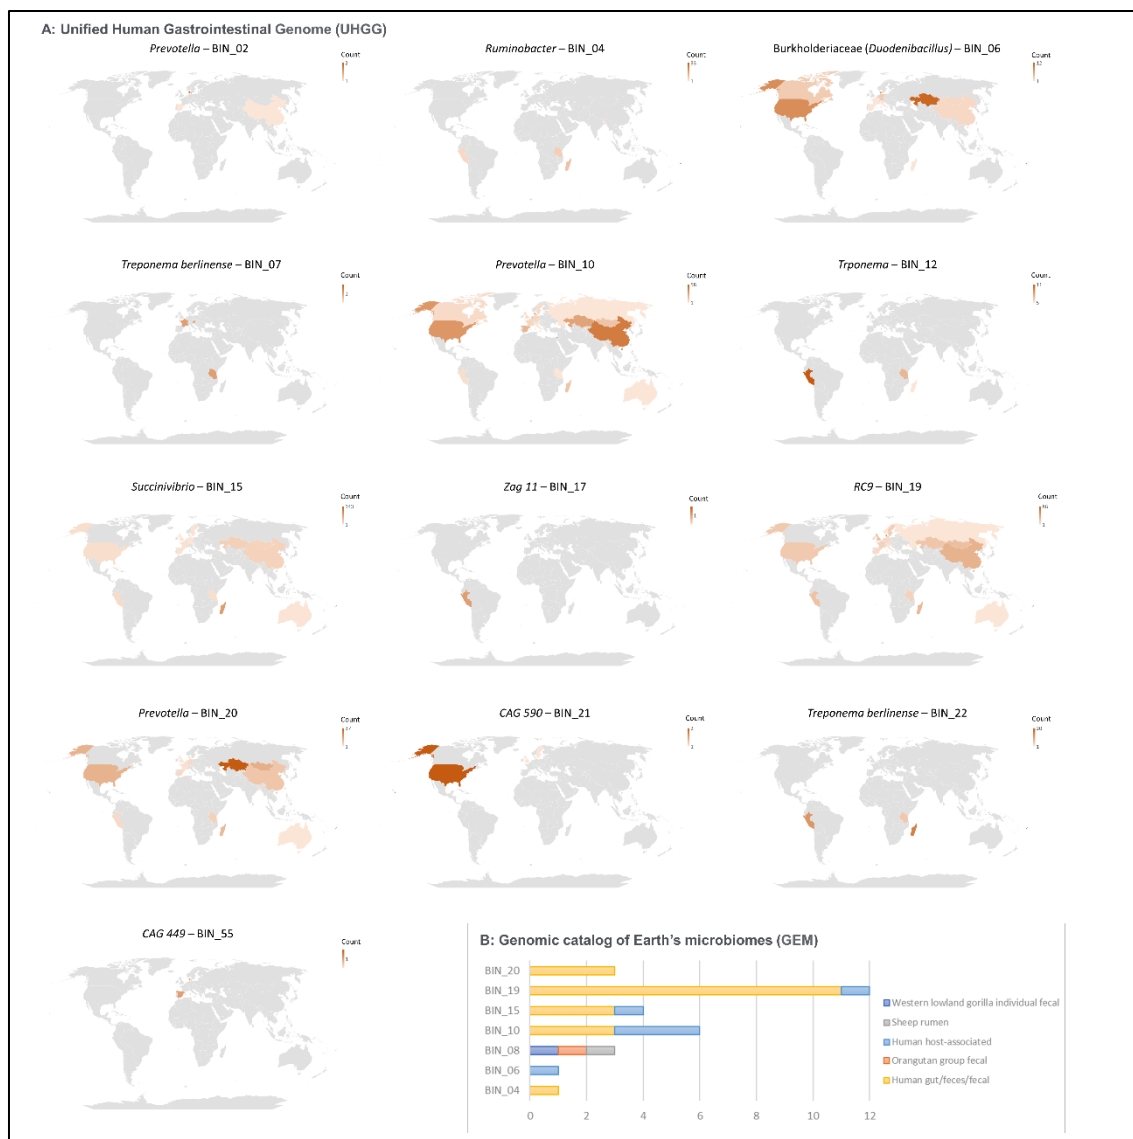 A: Unified Human Gastrointestinal Genome (UHGG)
Prevotella – BIN_02
Count
1
Ruminobacter – BIN_04
Count
1
Burkholderiaceae (Duodenibacillus) – BIN_06
Count
1
Treponema berlinense – BIN_07
Count
Prevotella – BIN_10
Count
Trponema – BIN_12
Count
Succinivibrio – BIN_15
Count
Zag 11 – BIN_17
Count
RC9 – BIN_19
Count
Prevotella – BIN_20
Count
CAG 590 – BIN_21
Count
Treponema berlinense – BIN_22
Count
CAG 449 – BIN_55
Count
B: Genomic catalog of Earth's microbiomes (GEM)
BIN_20
BIN_19
BIN_15
BIN_10
BIN_08
BIN_06
BIN_04
0 2 4 6 8 10 12
Western lowland gorilla individual fecal
Sheep rumen
Human host-associated
Orangutan group fecal
Human gut/feces/fecal